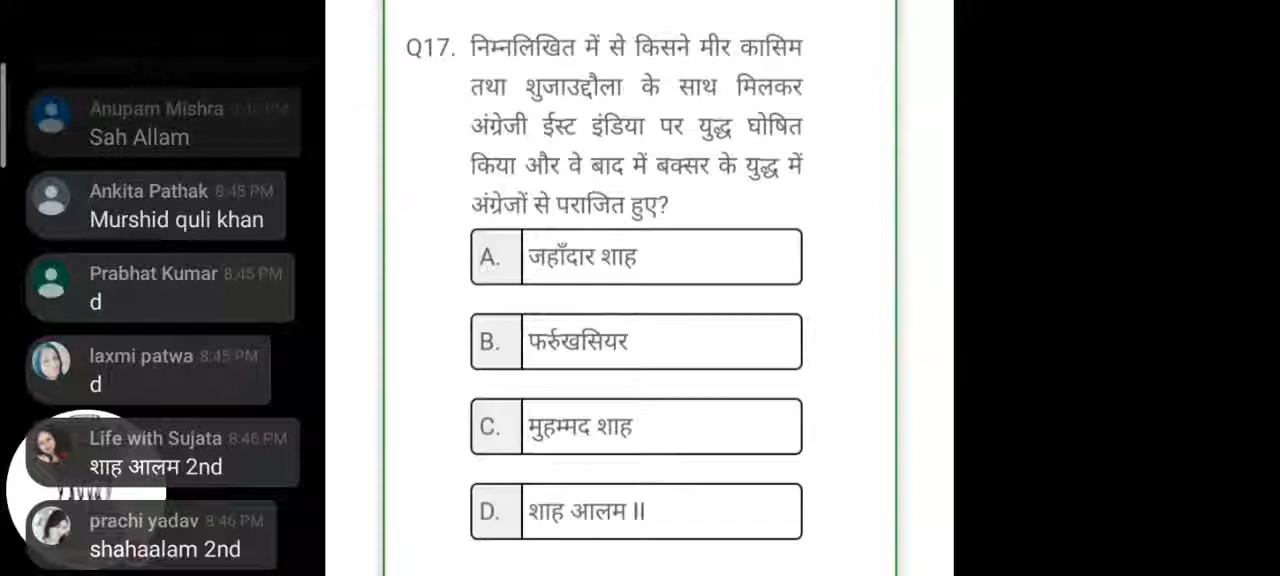 Anupam Mishra
Sah Allam
Ankita Pathak 8:45 PM
Murshid quli khan
Prabhat Kumar 8:45 PM
d
laxmi patwa 8:45 PM
d
Life with Sujata 8:46 PM
शाह आलम 2nd
prachi yadav 8:46 PM
shahaalam 2nd
Q17. निम्नलिखित में से किसने मीर कासिम
तथा शुजाउद्दौला के साथ मिलकर
अंग्रेजी ईस्ट इंडिया पर युद्ध घोषित
किया और वे बाद में बक्सर के युद्ध में
अंग्रेजों से पराजित हुए?
A. जहाँदार शाह
B. फर्रुखसियर
C. मुहम्मद शाह
D. शाह आलम II